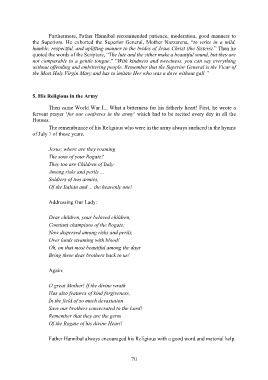 Furthermore, Father Hannibal recommended patience, moderation, good manners to
the Superiors. He exhorted the Superior General, Mother Nazarena, "to write in a mild,
humble, respectful, and uplifting manner to the brides of Jesus Christ (the Sisters)." Then he
quoted the words of the Scripture, "The lute and the zither make a beautiful sound, but they are
not comparable to a gentle tongue." "With kindness and sweetness, you can say everything
without offending and embittering people. Remember that the Superior General is the Vicar of
the Most Holy Virgin Mary and has to imitate Her who was a dove without gall."
5. His Religious in the Army
Then came World War I... What a bitterness for his fatherly heart! First, he wrote a
fervent prayer "for our confreres in the army" which had to be recited every day in all the
Houses.
The remembrance of his Religious who were in the army always surfaced in the hymns
of July 1 of those years.
Jesus, where are they roaming
The sons of your Rogate?
They too are Children of Italy
Among risks and perils ...
Soldiers of two armies,
Of the Italian and ... the heavenly one!
Addressing Our Lady:
Dear children, your beloved children,
Constant champions of the Rogate;
Now dispersed among risks and perils,
Over lands steaming with blood!
Oh, on that most beautiful among the days
Bring these dear brothers back to us!
Again:
O great Mother! If the divine wrath
Has also features of kind forgiveness,
In the field of so much devastation
Save our brothers consecrated to the Lord!
Remember that they are the germs
Of the Rogate of his divine Heart!
Father Hannibal always encouraged his Religious with a good word and material help.